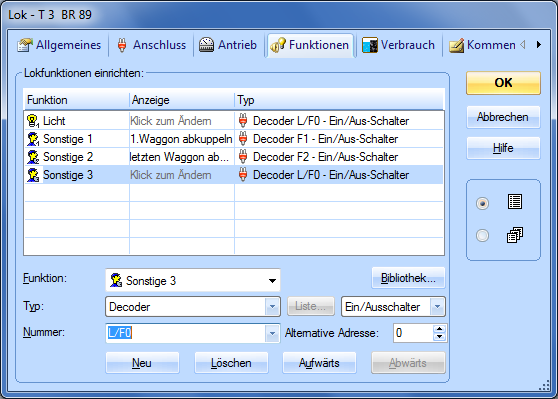 Lok - T 3 BR 89
Allgemeines Anschluss Antrieb Funktionen Verbrauch Kommen
Lokfunktionen einrichten:
Funktion Anzeige Typ
Licht Klick zum Ändern Decoder L/F0 - Ein/Aus-Schalter
Sonstige 1 1.Waggon abkuppeln Decoder F1 - Ein/Aus-Schalter
Sonstige 2 letzten Waggon ab... Decoder F2 - Ein/Aus-Schalter
Sonstige 3 Klick zum Ändern Decoder L/F0 - Ein/Aus-Schalter
OK
Abbrechen
Hilfe
Funktion: Sonstige 3 Bibliothek...
Typ: Decoder Liste... Ein/Ausschalter
Nummer: L/F0 Alternative Adresse: 0
Neu Löschen Aufwärts Abwärts